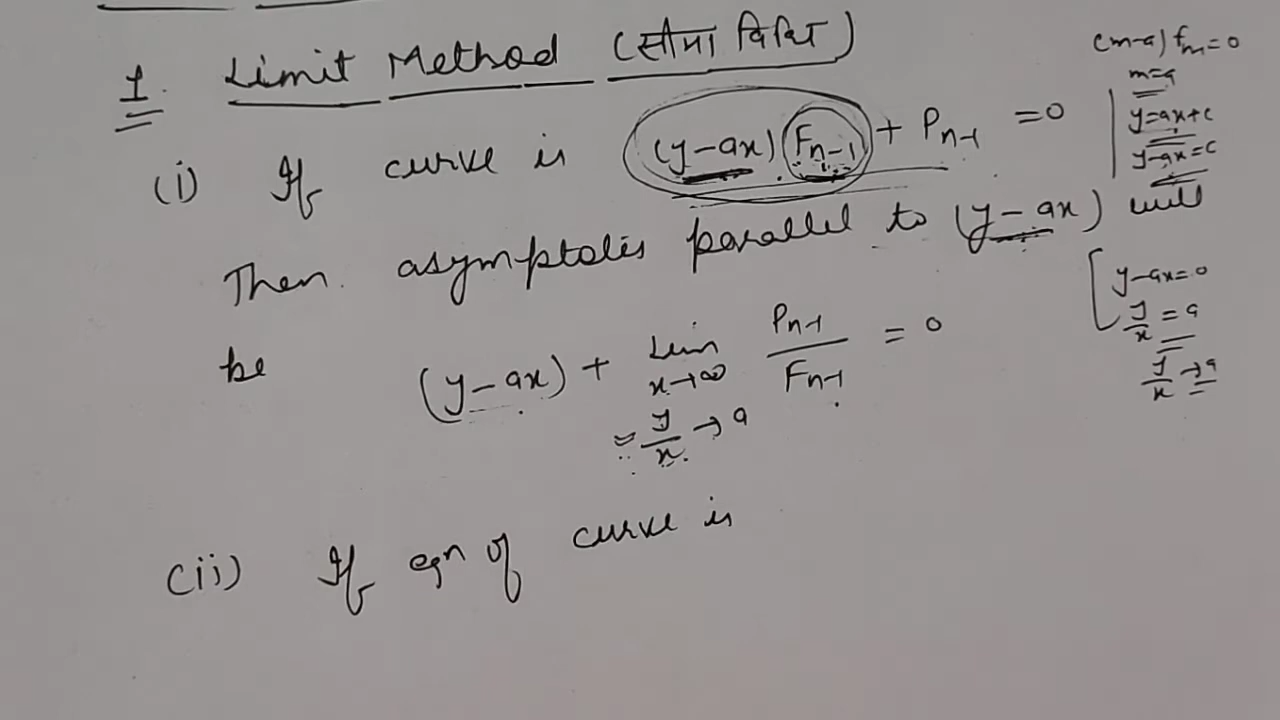 1. Limit Method (सीमा विधि)
(i) If curve is (y-ax) Fn-1 + Pn-1 = 0
Then asymptotes parallel to (y-ax) will
be (y-ax) + Lim Pn-1 / Fn-1 = 0
x→∞
y/x → a
(ii) If eqn of curve is
(m-a) fm = 0
m=a
y=ax+c
y-ax=c
y-ax=0
y/x = a
y/x → a